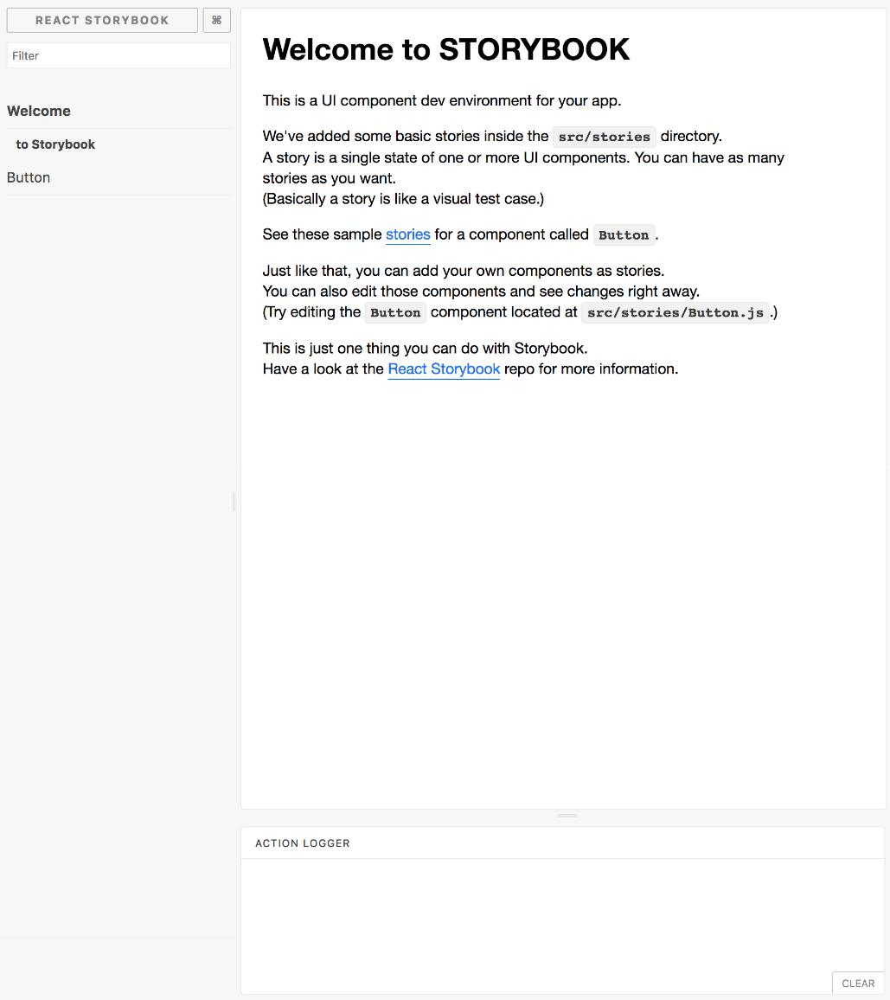 REACT STORYBOOK
⌘
Filter
Welcome
to Storybook
Button
Welcome to STORYBOOK
This is a UI component dev environment for your app.
We've added some basic stories inside the src/stories directory.
A story is a single state of one or more UI components. You can have as many
stories as you want.
(Basically a story is like a visual test case.)
See these sample stories for a component called Button.
Just like that, you can add your own components as stories.
You can also edit those components and see changes right away.
(Try editing the Button component located at src/stories/Button.js.)
This is just one thing you can do with Storybook.
Have a look at the React Storybook repo for more information.
ACTION LOGGER
CLEAR